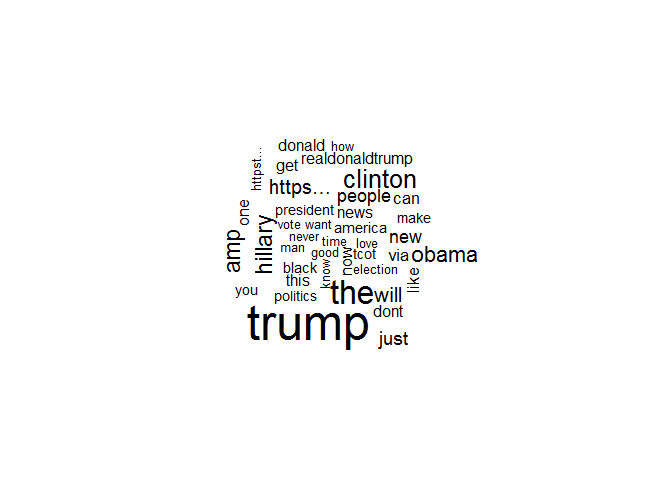 donald how
httpst…
get realdonaldtrump
https… clinton
people can
one
president news
make
hillary
vote want america
amp
never time love new
man good now tcot via obama
black know election
this
like
you politics the will
trump dont
just